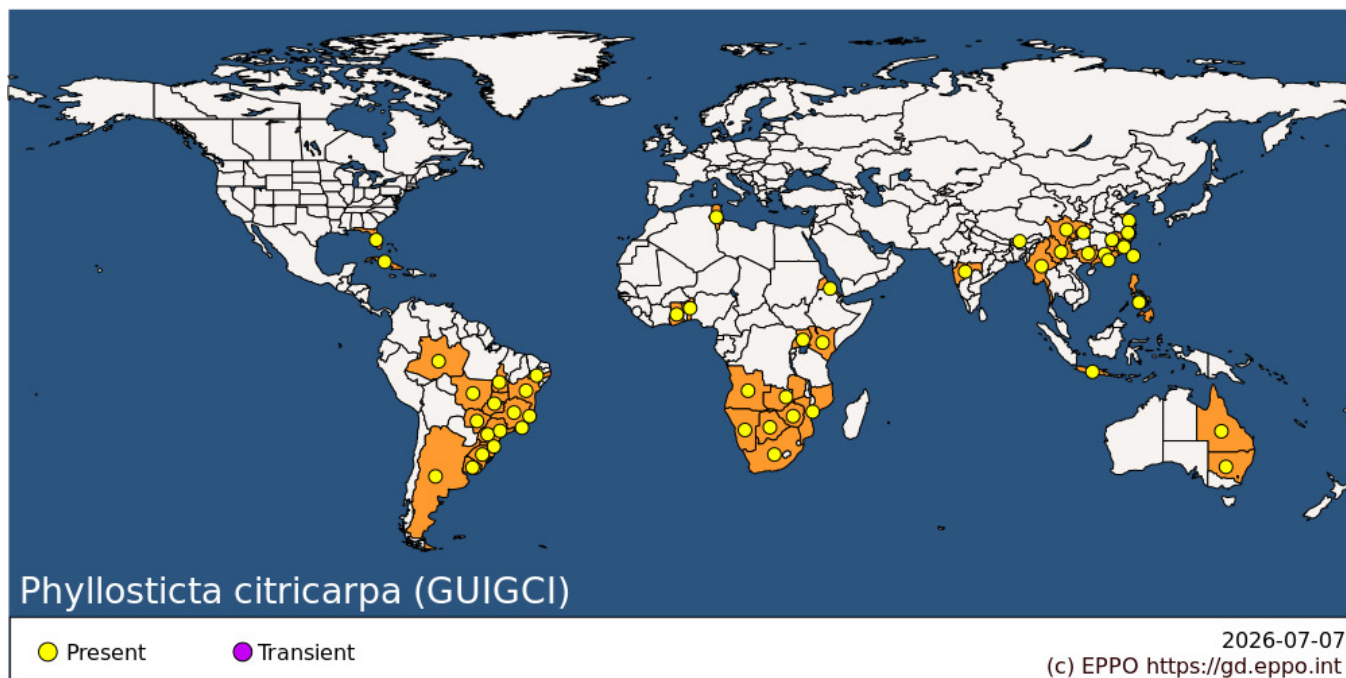 Phyllosticta citricarpa (GUIGCI)
Present
Transient
2026-07-07
(c) EPPO https://gd.eppo.int